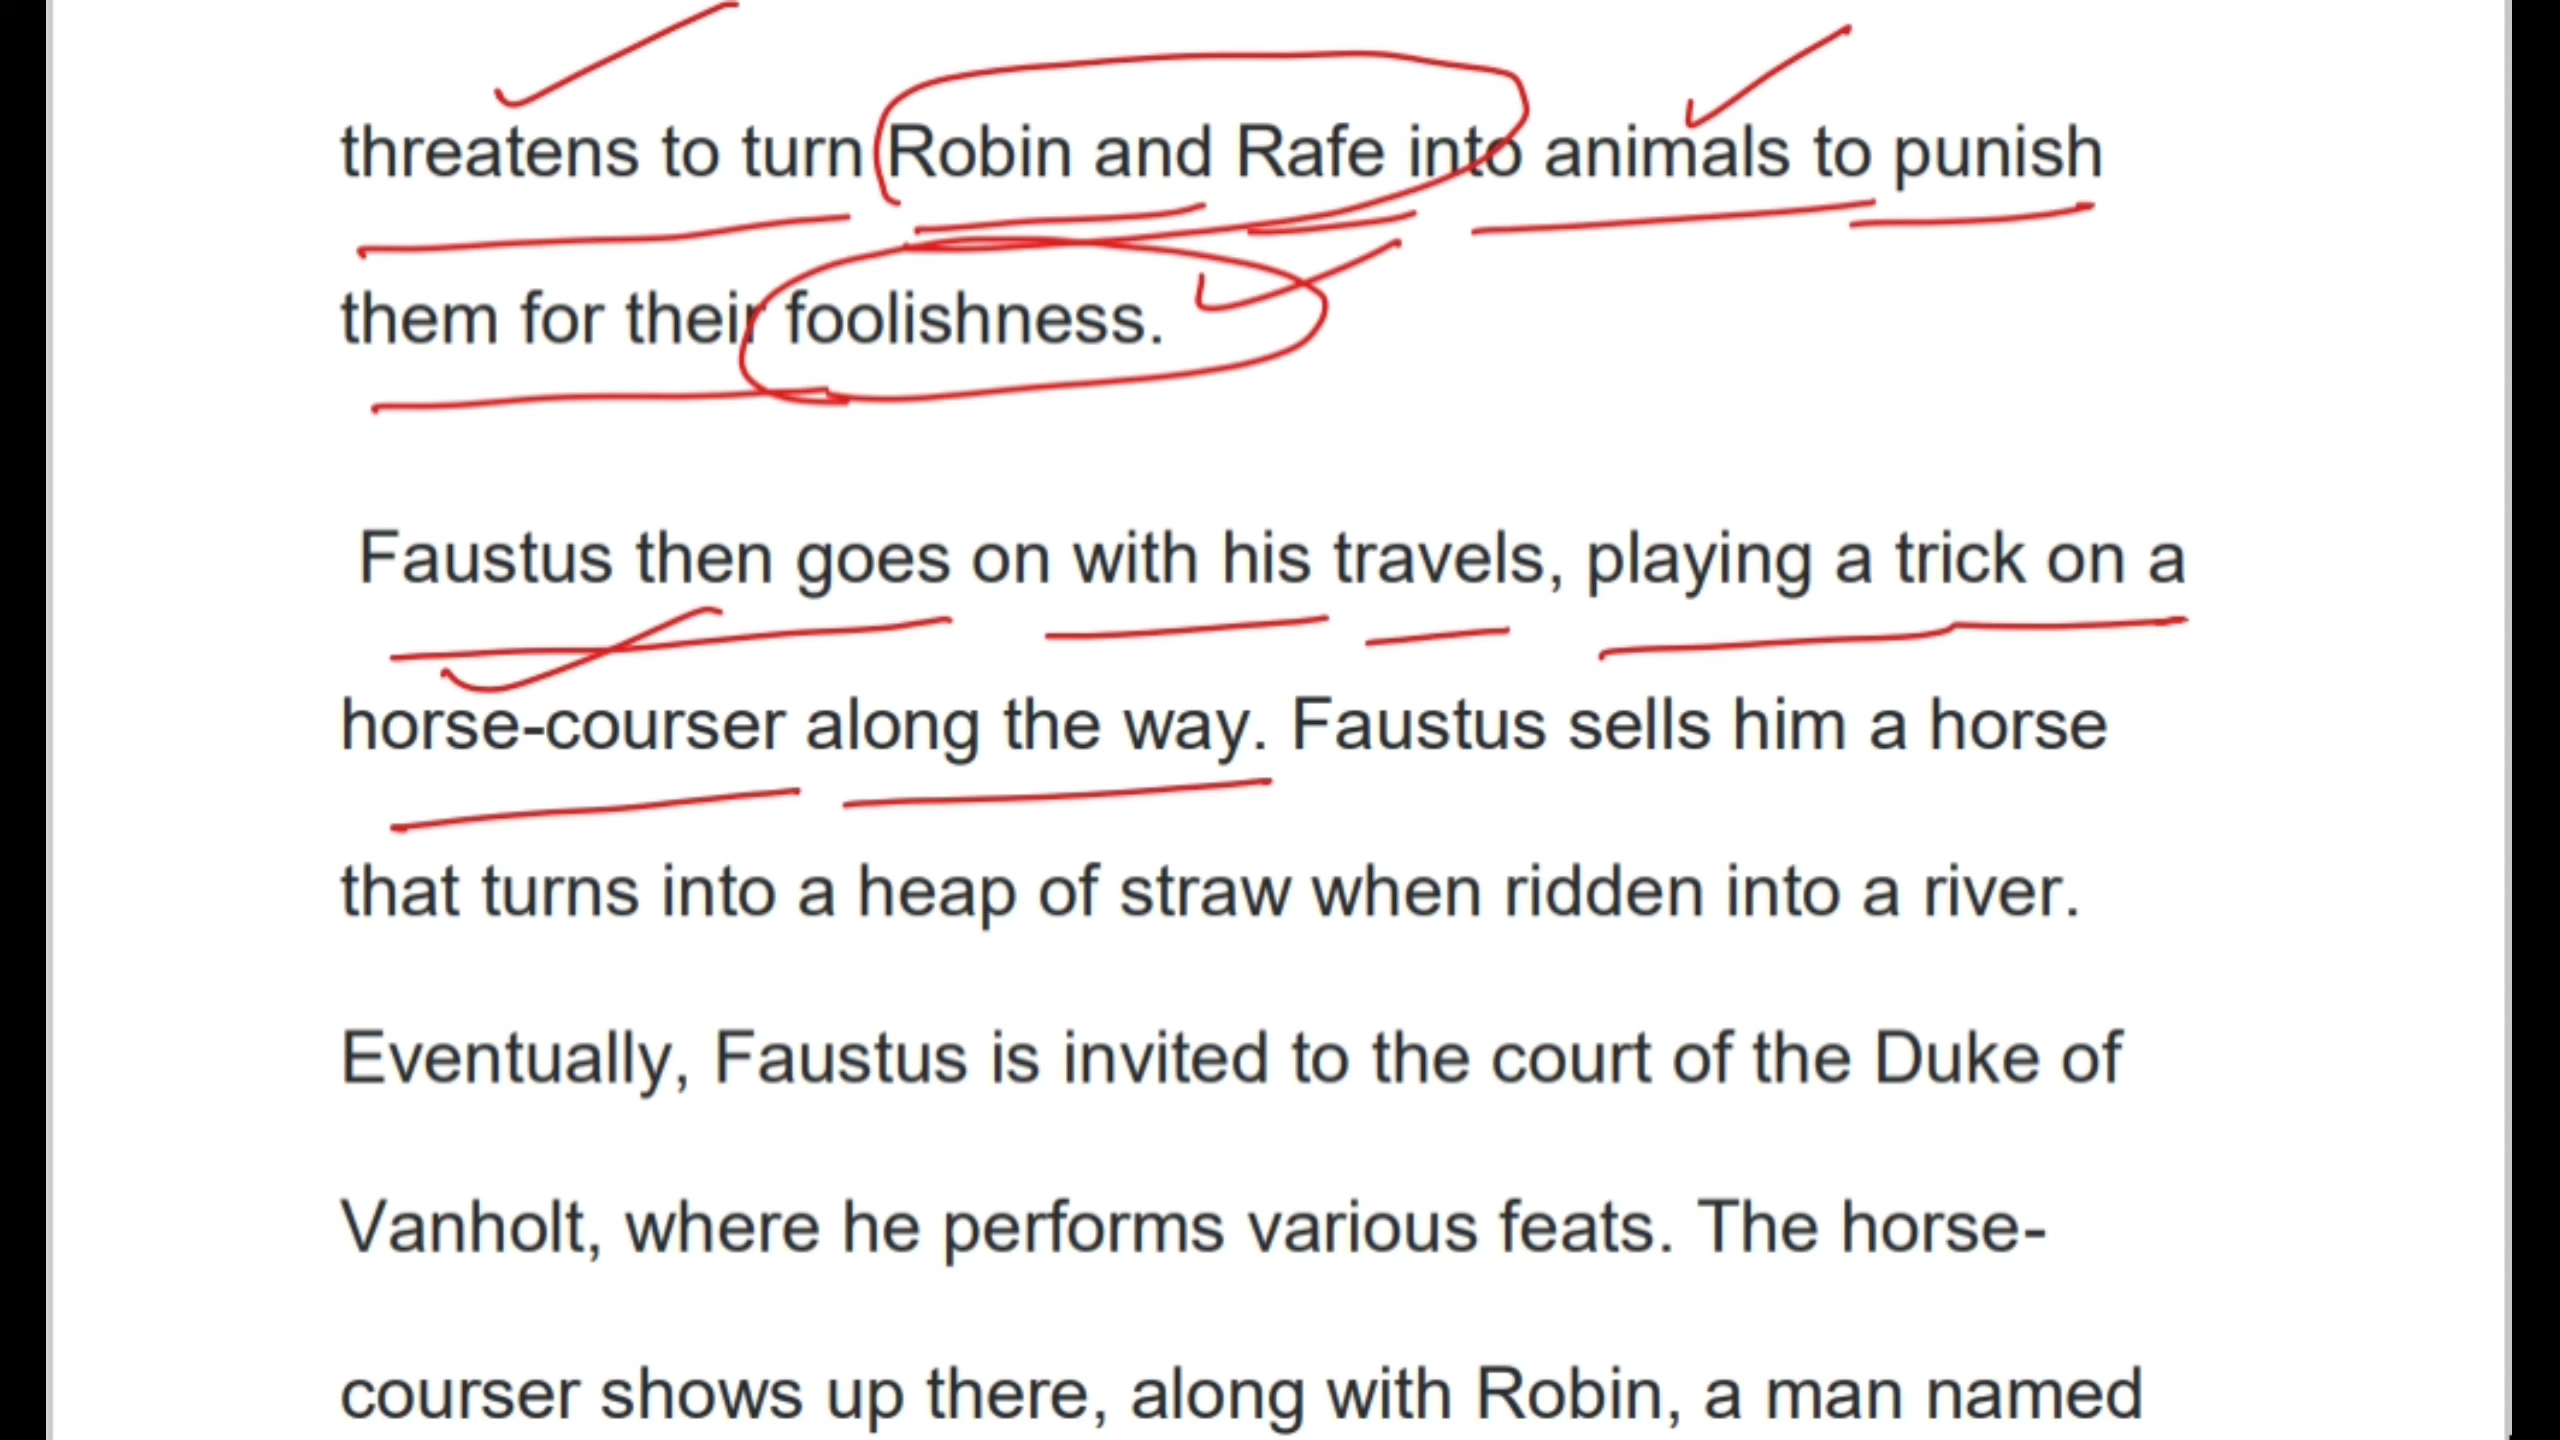 threatens to turn Robin and Rafe into animals to punish
them for their foolishness.
Faustus then goes on with his travels, playing a trick on a
horse-courser along the way. Faustus sells him a horse
that turns into a heap of straw when ridden into a river.
Eventually, Faustus is invited to the court of the Duke of
Vanholt, where he performs various feats. The horse-
courser shows up there, along with Robin, a man named